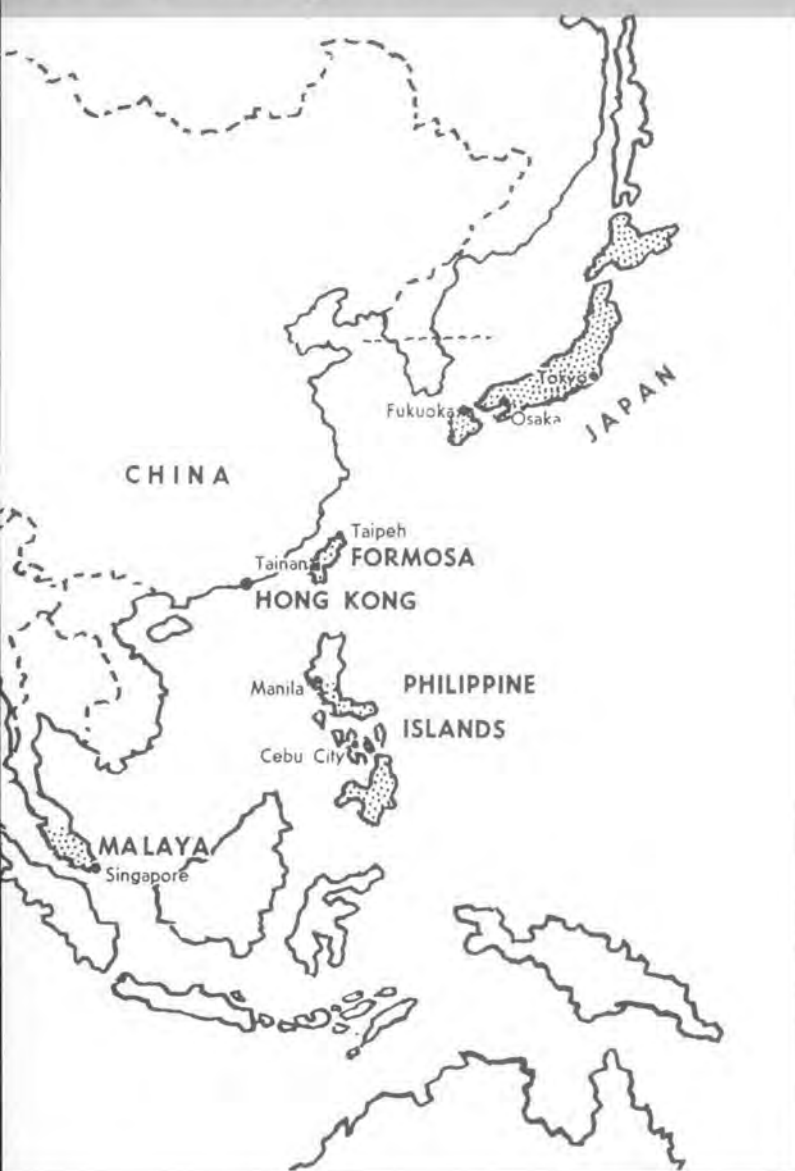 Tokyo
JAPAN
Fukuoka
Osaka
CHINA
Taipeh
Tainan
FORMOSA
HONG KONG
Manila
PHILIPPINE
ISLANDS
Cebu City
MALAYA
Singapore